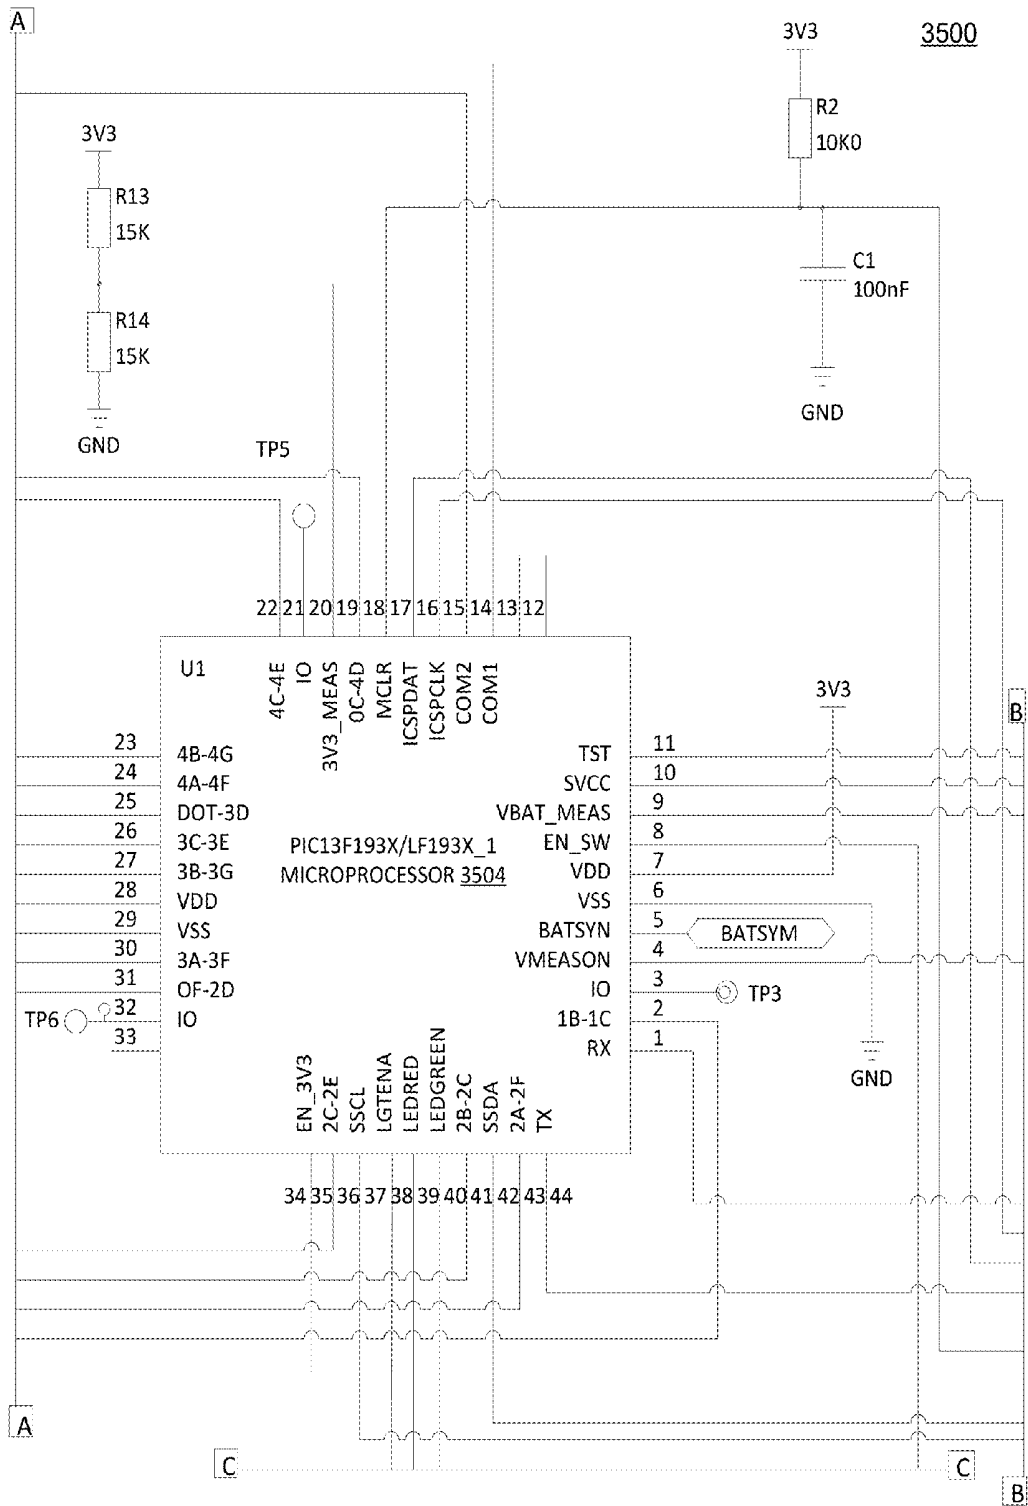 A
3500
3V3
R2
10K0
3V3
R13
15K
C1
100nF
R14
15K
GND
GND
TP5
22 21 20 19 18 17 16 15 14 13 12
U1
4C-4E
IO
3V3_MEAS
0C-4D
MCLR
ICSPDAT
ICSPCLK
COM2
COM1
3V3
B
23 4B-4G
24 4A-4F
25 DOT-3D
26 3C-3E
27 3B-3G
28 VDD
29 VSS
30 3A-3F
31 OF-2D
TP6 32 IO
33
PIC13F193X/LF193X_1
MICROPROCESSOR 3504
TST 11
SVCC 10
VBAT_MEAS 9
EN_SW 8
VDD 7
VSS 6
BATSYN 5 BATSYM
VMEASON 4
IO 3 TP3
1B-1C 2
RX 1
GND
EN_3V3
2C-2E
SSCL
LGTENA
LEDRED
LEDGREEN
2B-2C
SSDA
2A-2F
TX
34 35 36 37 38 39 40 41 42 43 44
A
C
C
B